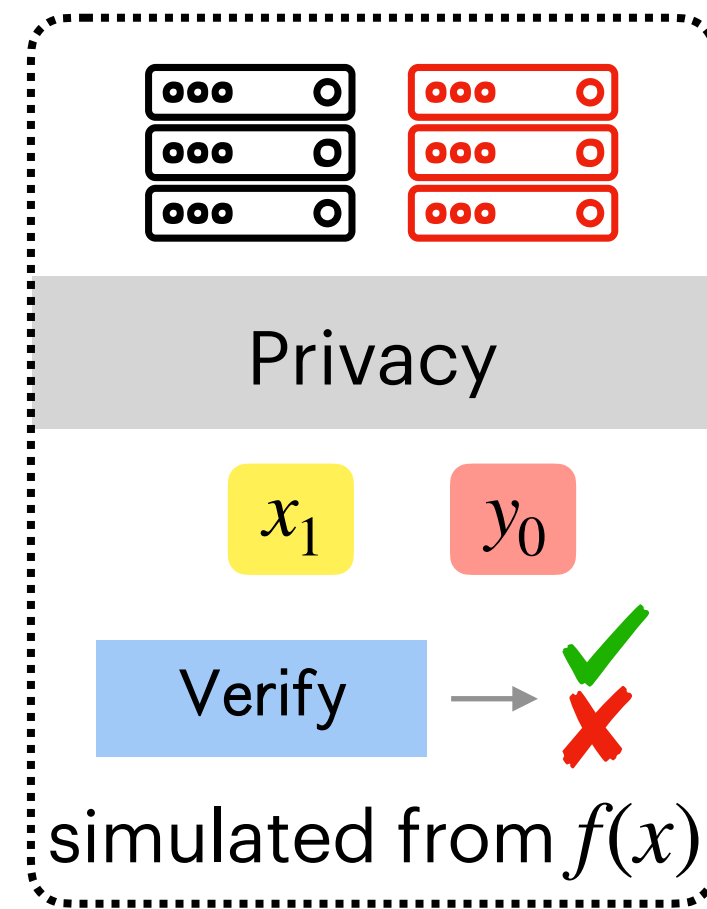 Privacy
x₁ y₀
Verify
simulated from f(x)